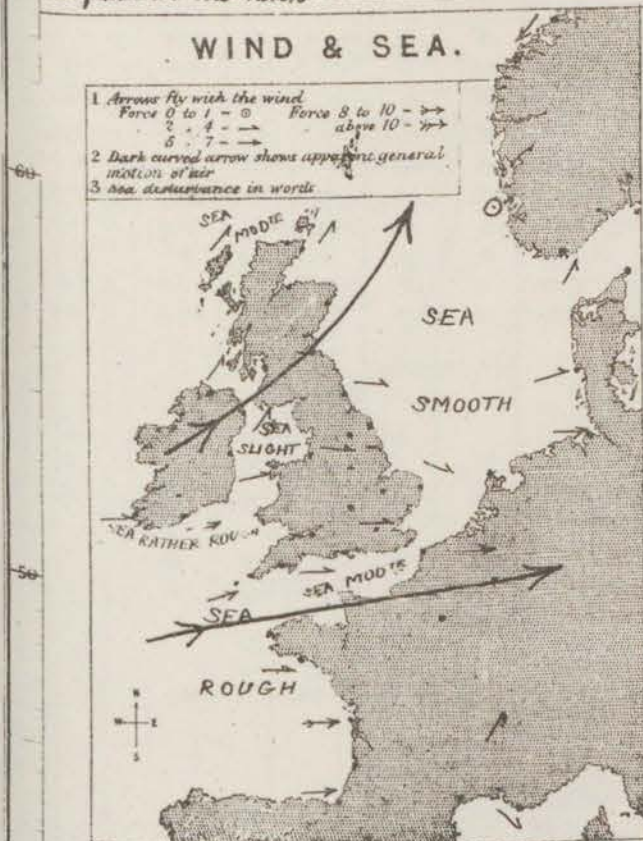 WIND & SEA.
1 Arrows fly with the wind
Force 0 to 1 - ⊙ Force 8 to 10 - ➳
2 " 4 - ⇀ above 10 - ➳
5 " 7 - →
2 Dark curved arrow shows apparent general
motion of air
3 Sea disturbance in words
60
SEA
MODTE
SEA
SMOOTH
SEA
SLIGHT
SEA RATHER ROUGH
50
SEA MODTE
SEA
ROUGH
N
W E
S